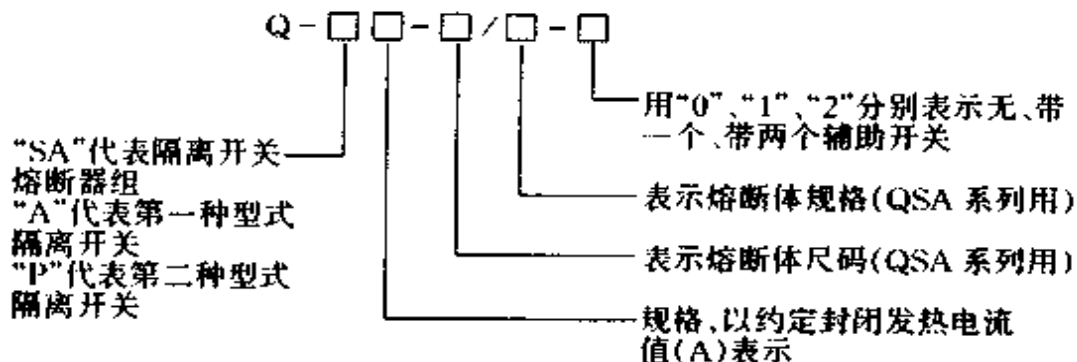 Q-□□-□/□-□
用“0”、“1”、“2”分别表示无、带
一个、带两个辅助开关
“SA”代表隔离开关
熔断器组
“A”代表第一种型式
隔离开关
“P”代表第二种型式
隔离开关
表示熔断体规格(QSA 系列用)
表示熔断体尺码(QSA 系列用)
规格、以约定封闭发热电流
值(A)表示